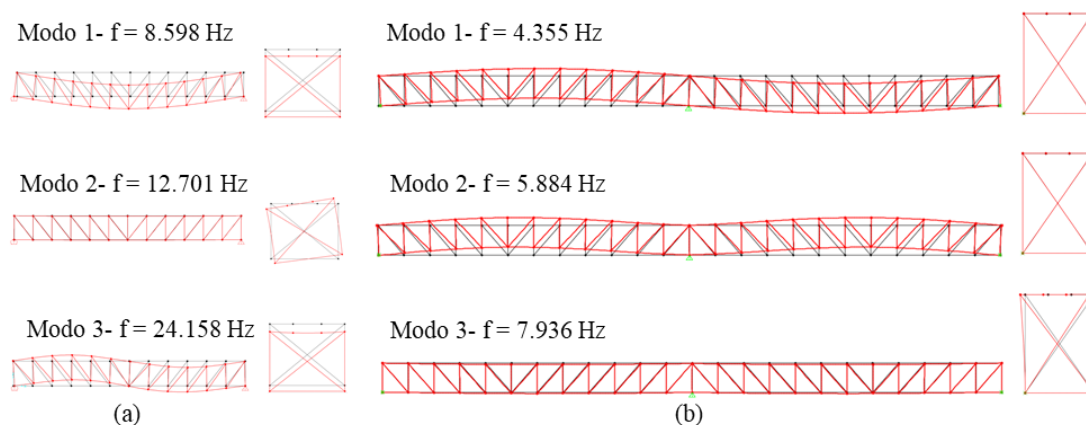 Modo 1- f = 8.598 Hz
Modo 2- f = 12.701 Hz
Modo 3- f = 24.158 Hz
(a)
Modo 1- f = 4.355 Hz
Modo 2- f = 5.884 Hz
Modo 3- f = 7.936 Hz
(b)